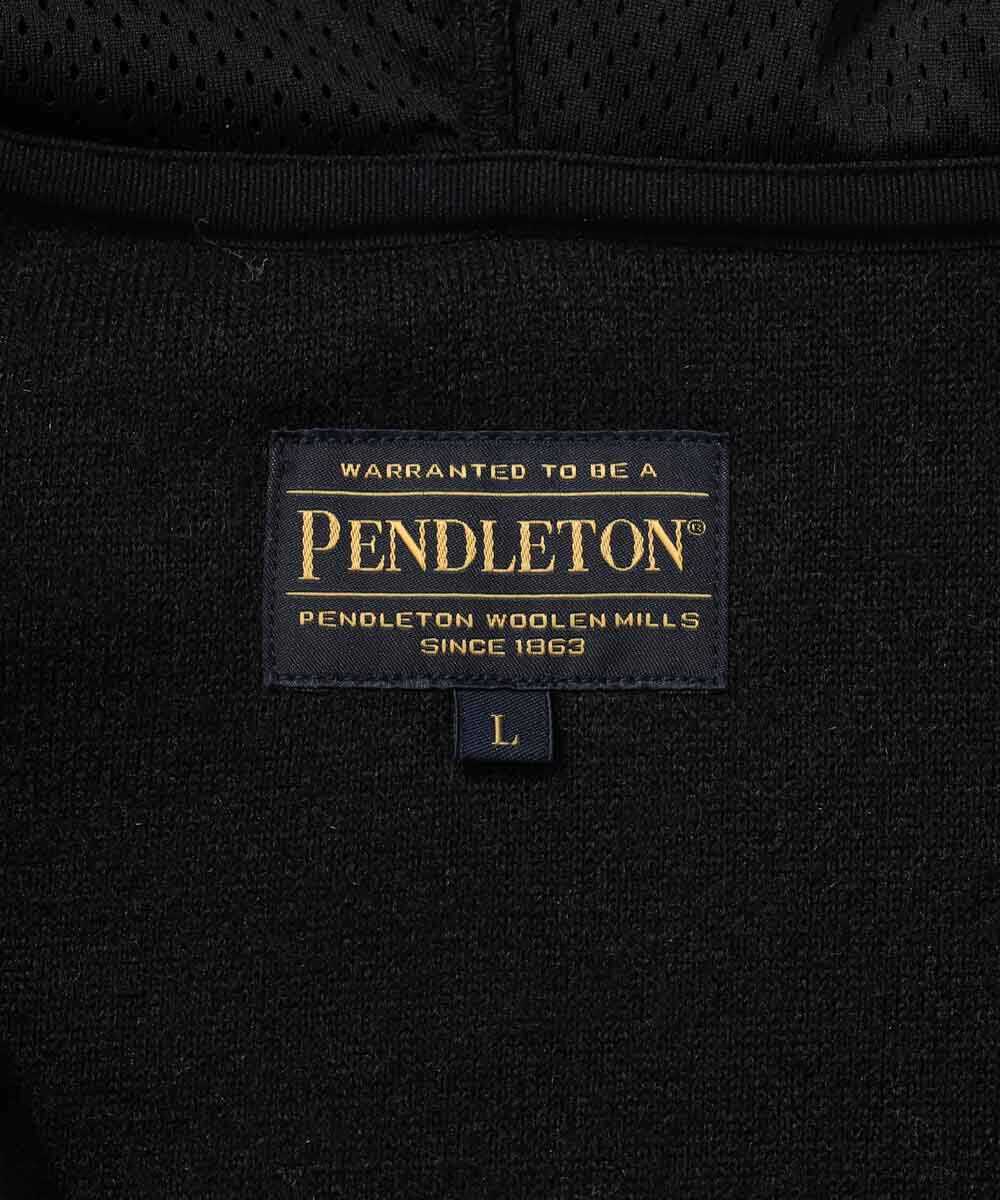 WARRANTED TO BE A
PENDLETON®
PENDLETON WOOLEN MILLS
SINCE 1863
L